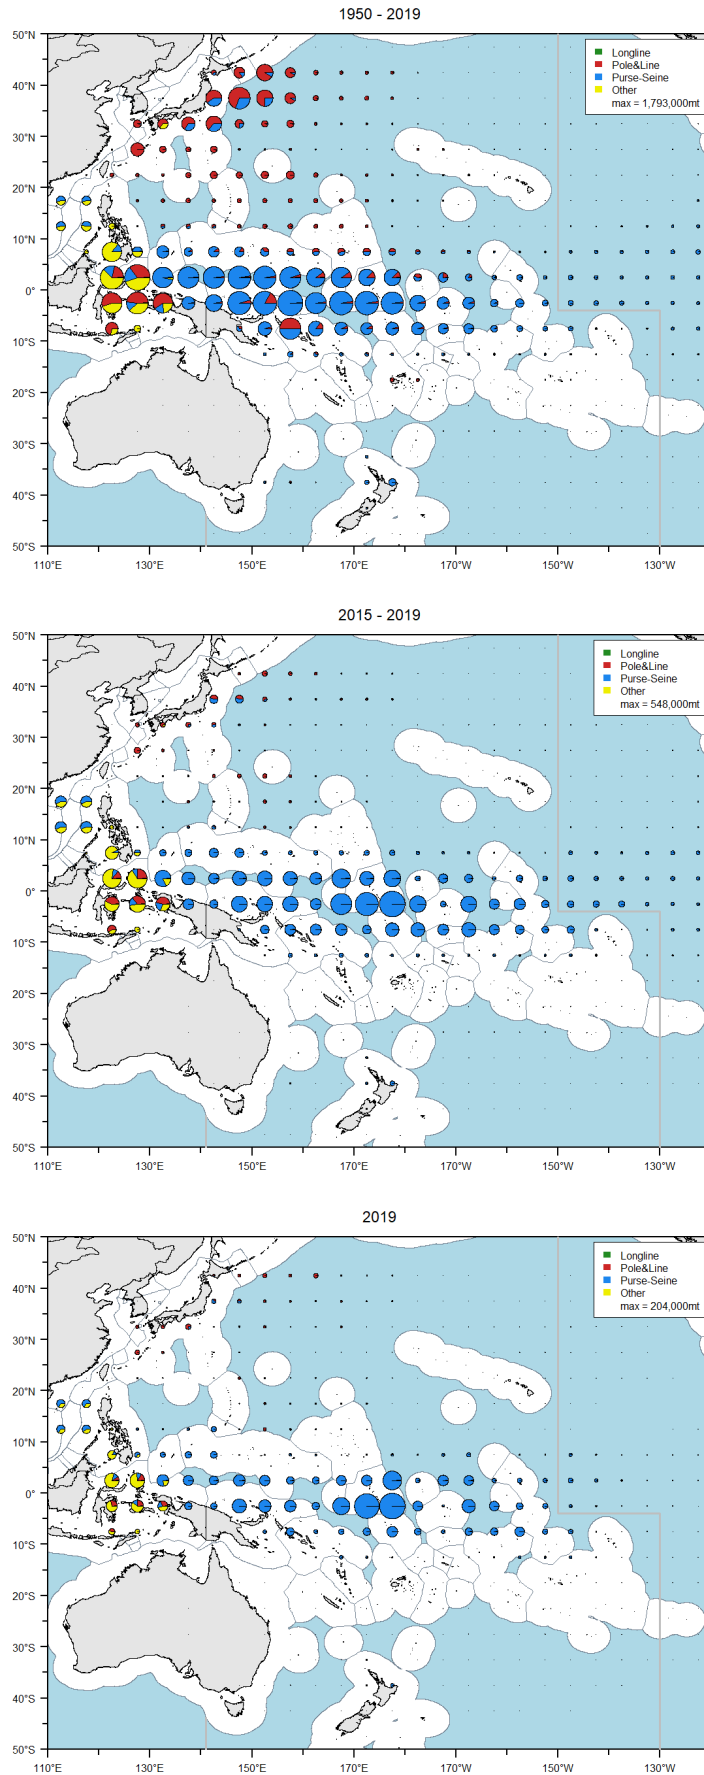 1950 - 2019
50°N
40°N
30°N
20°N
10°N
0°
10°S
20°S
30°S
40°S
50°S
Longline
Pole&Line
Purse-Seine
Other
max = 1,793,000mt
110°E 130°E 150°E 170°E 170°W 150°W 130°W
2015 - 2019
50°N
40°N
30°N
20°N
10°N
0°
10°S
20°S
30°S
40°S
50°S
Longline
Pole&Line
Purse-Seine
Other
max = 548,000mt
110°E 130°E 150°E 170°E 170°W 150°W 130°W
2019
50°N
40°N
30°N
20°N
10°N
0°
10°S
20°S
30°S
40°S
50°S
Longline
Pole&Line
Purse-Seine
Other
max = 204,000mt
110°E 130°E 150°E 170°E 170°W 150°W 130°W